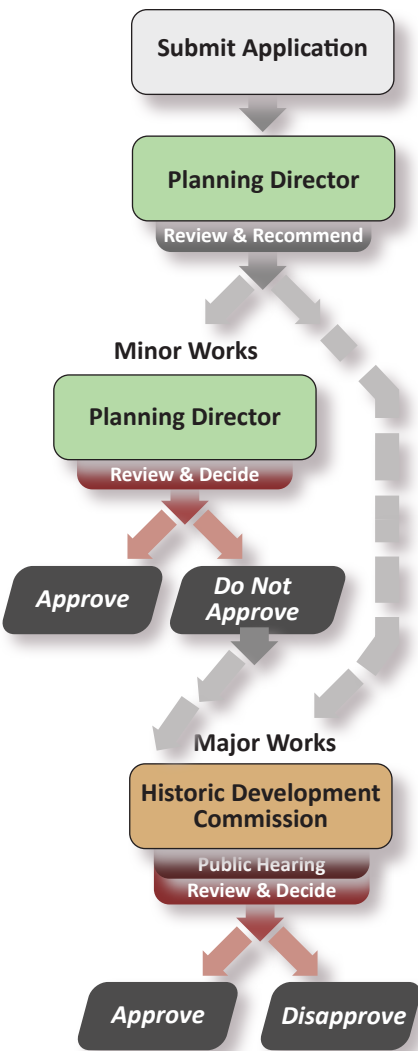 Submit Application
Planning Director
Review & Recommend
Minor Works
Planning Director
Review & Decide
Approve
Do Not
Approve
Major Works
Historic Development
Commission
Public Hearing
Review & Decide
Approve
Disapprove